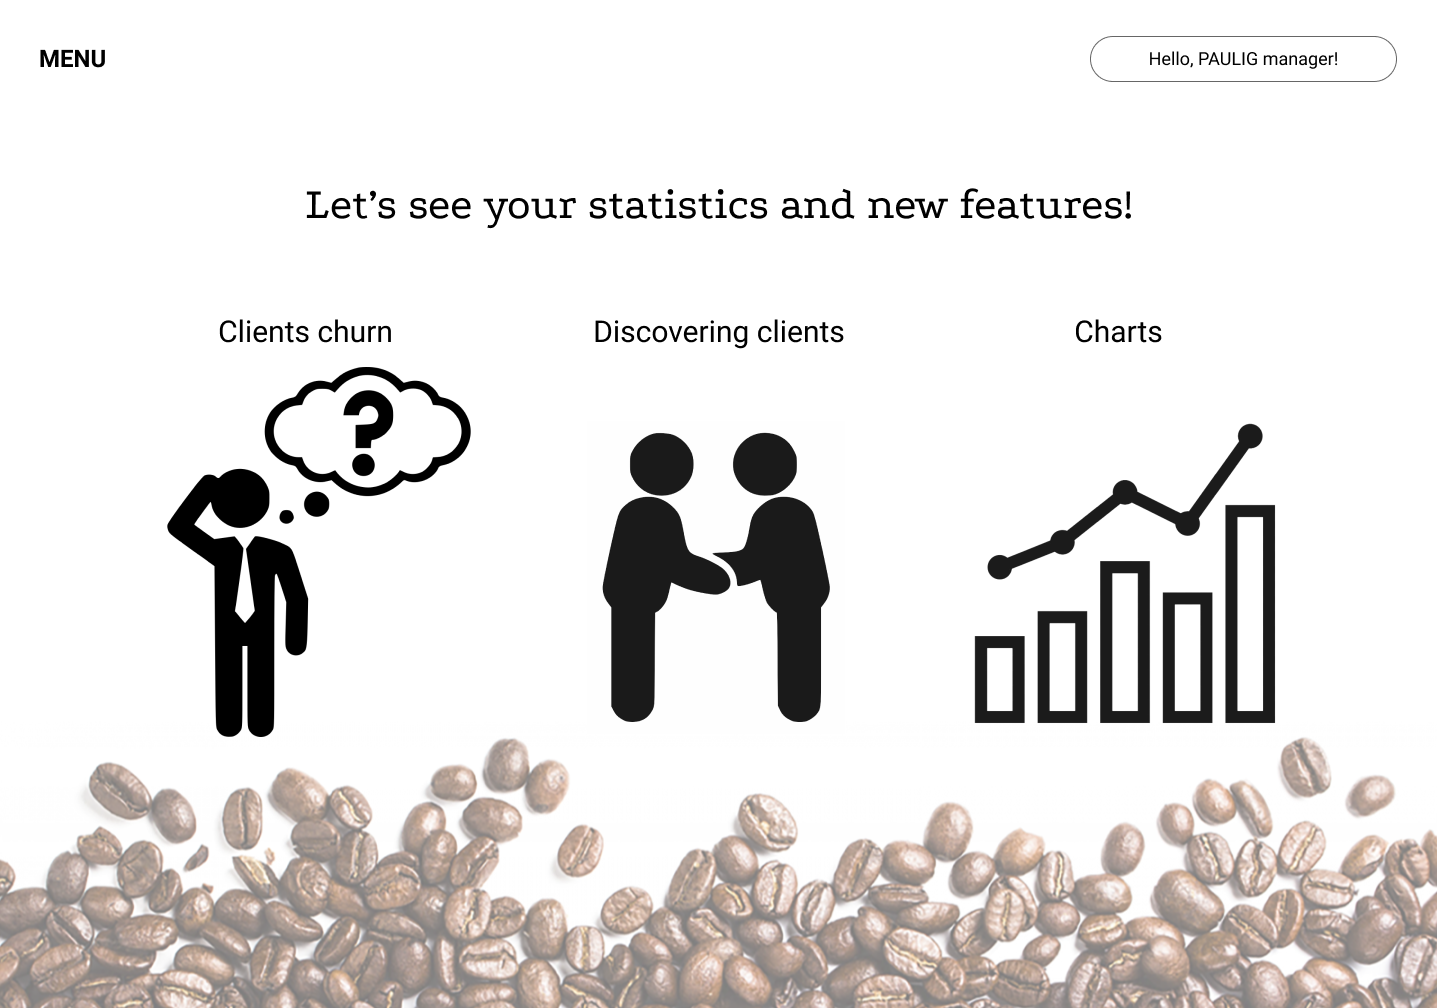 MENU
Hello, PAULIG manager!
Let’s see your statistics and new features!
Clients churn
Discovering clients
Charts
?